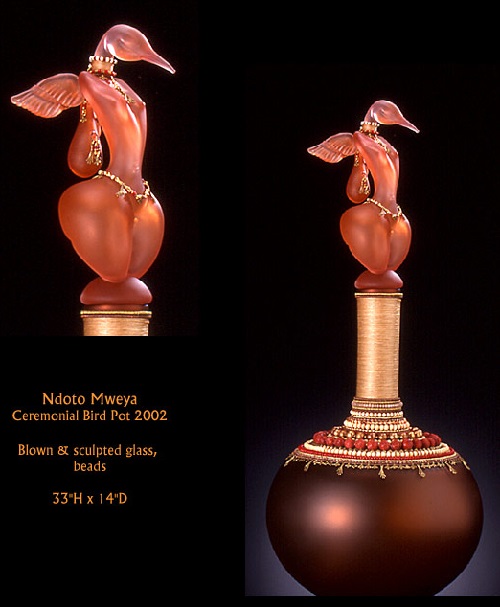 Ndoto Mweya
Ceremonial Bird Pot 2002
Blown & sculpted glass,
beads
33"H x 14"D